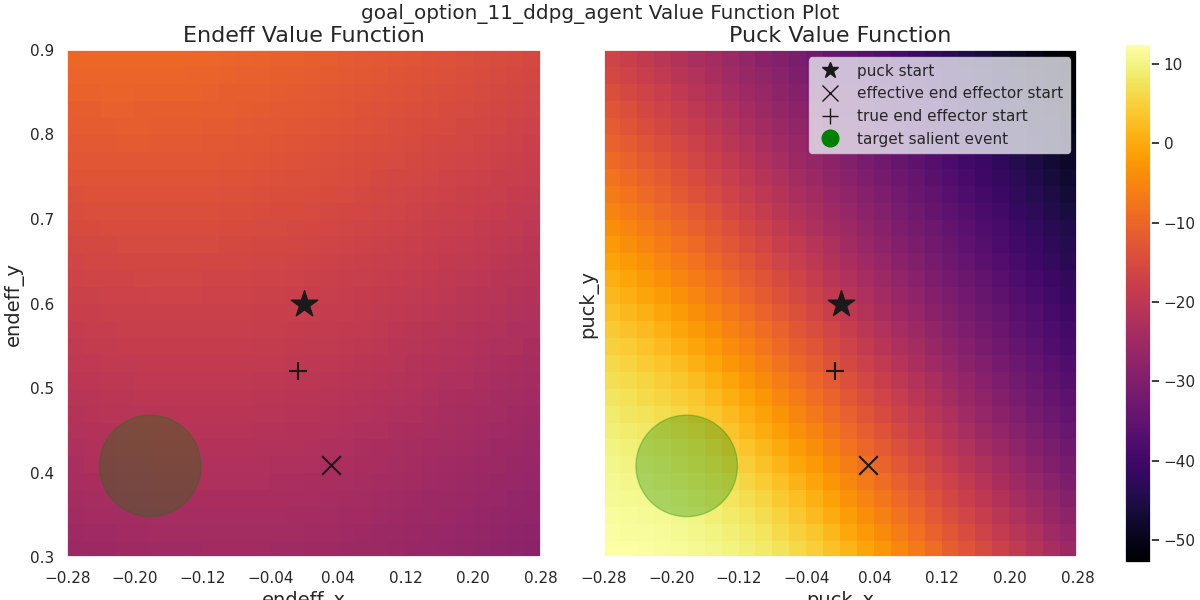 goal_option_11_ddpg_agent Value Function Plot
Endeff Value Function
0.9
0.8
0.7
0.6
0.5
0.4
0.3
endeff_y
−0.28 −0.20 −0.12 −0.04 0.04 0.12 0.20 0.28
endeff_x
Puck Value Function
puck start
effective end effector start
true end effector start
target salient event
puck_y
−0.28 −0.20 −0.12 −0.04 0.04 0.12 0.20 0.28
puck_x
10
0
−10
−20
−30
−40
−50